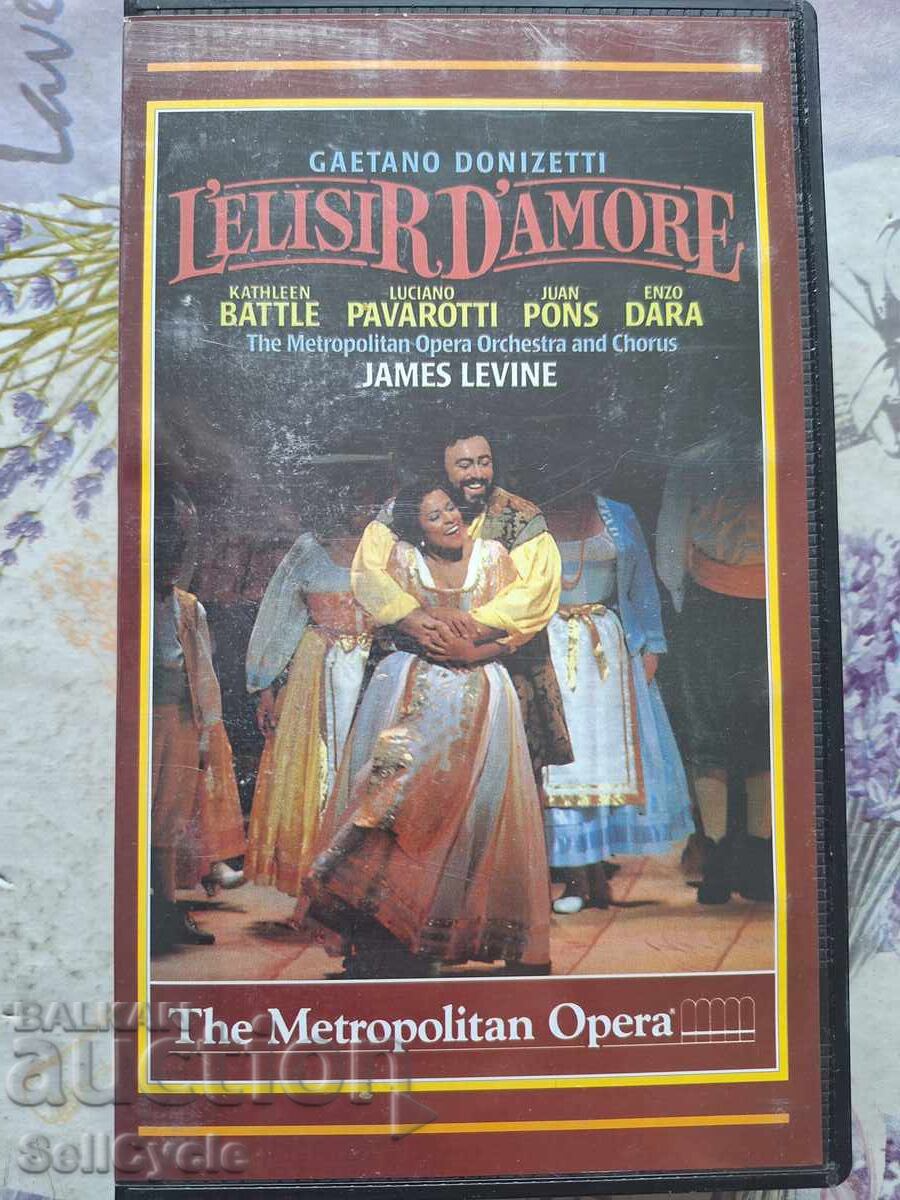 Lave
GAETANO DONIZETTI
L'ELISIR D'AMORE
KATHLEEN BATTLE LUCIANO PAVAROTTI JUAN PONS ENZO DARA
The Metropolitan Opera Orchestra and Chorus
JAMES LEVINE
The Metropolitan Opera®
BALKAN
auction
SellCycle